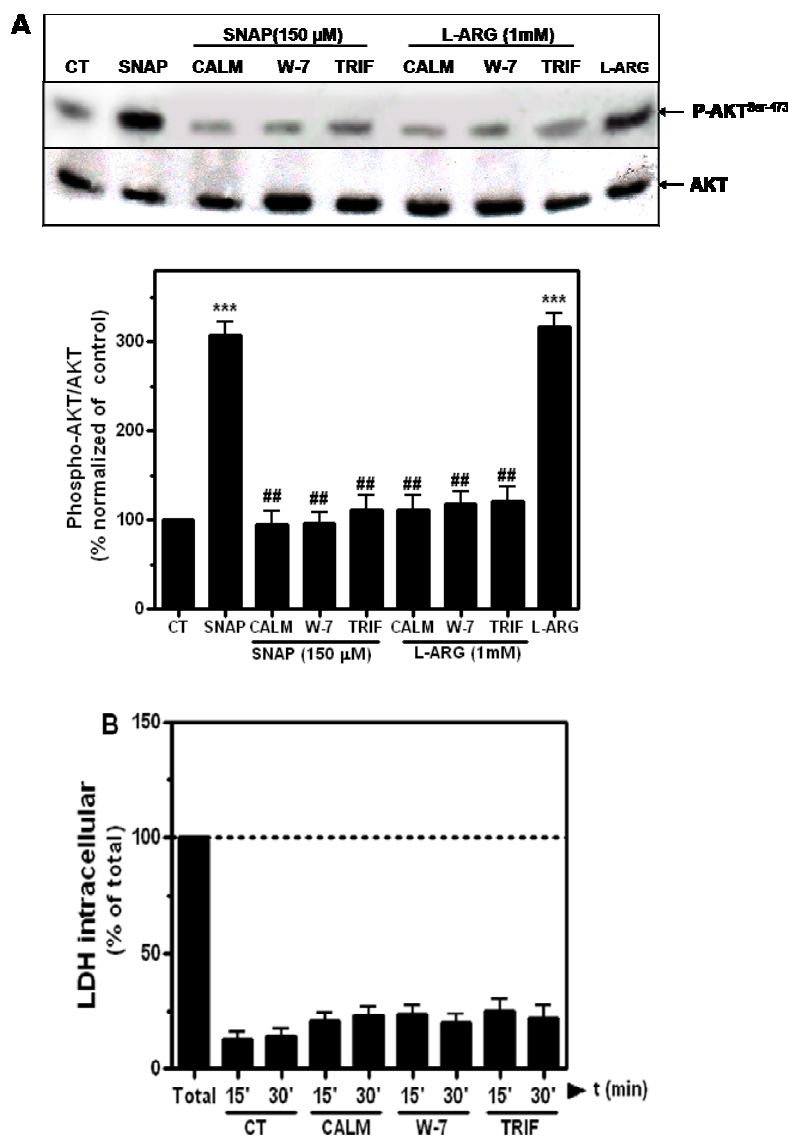 A
SNAP(150 µM) L-ARG (1mM)
CT SNAP CALM W-7 TRIF CALM W-7 TRIF L-ARG
P-AKTSer-473
AKT
Phospho-AKT/AKT
(% normalized of control)
300
200
100
0
*** ***
## ## ## ## ## ##
CT SNAP CALM W-7 TRIF CALM W-7 TRIF L-ARG
SNAP (150 µM) L-ARG (1mM)
B
LDH intracellular
(% of total)
150
100
50
0
Total 15' 30' 15' 30' 15' 30' 15' 30' t (min)
CT CALM W-7 TRIF